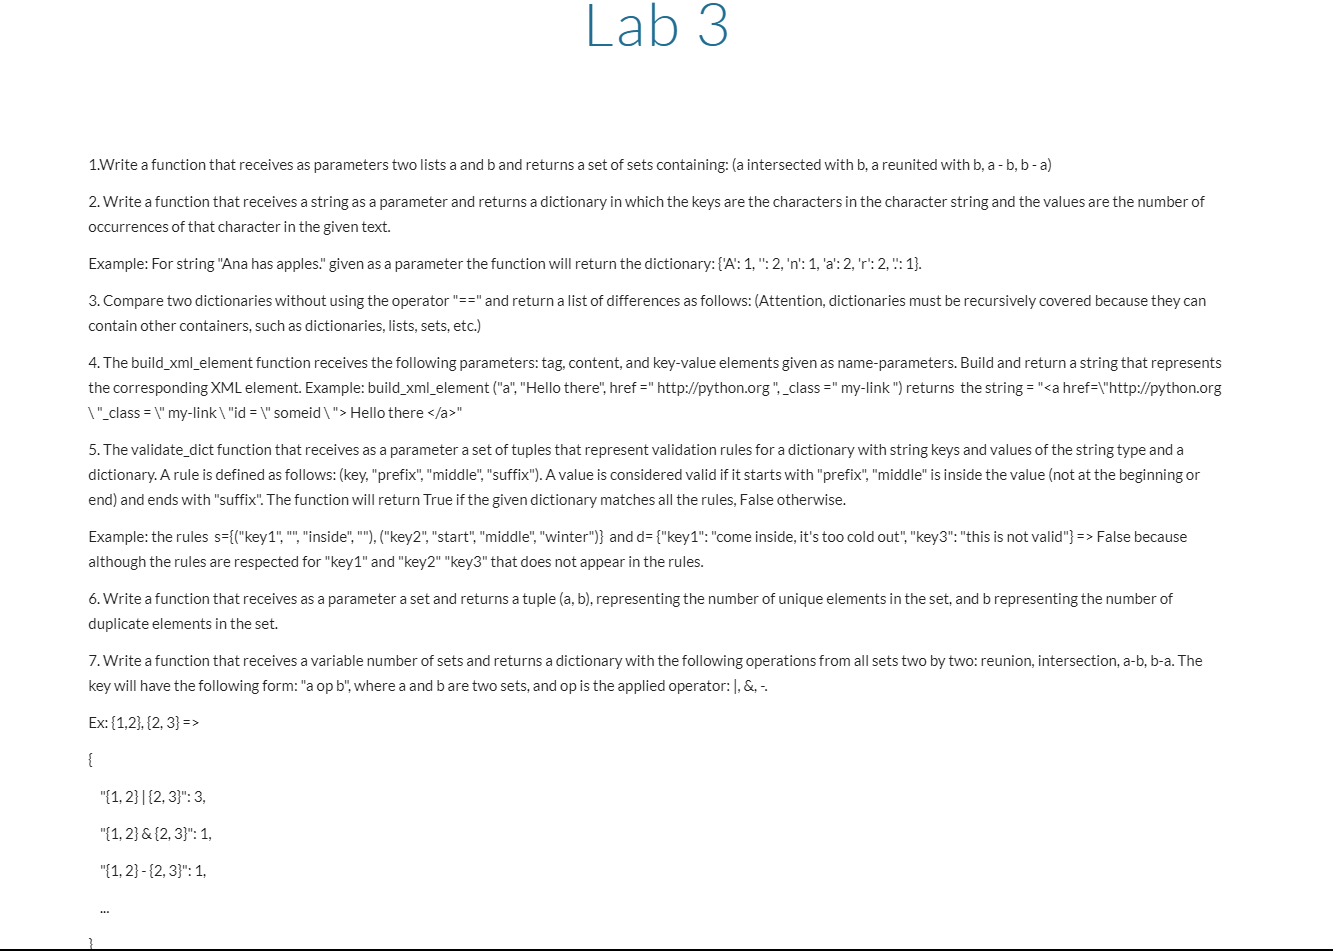 Lab 3
1.Write a function that receives as parameters two lists a and b and returns a set of sets containing: (a intersected with b, a reunited with b, a - b, b - a)
2. Write a function that receives a string as a parameter and returns a dictionary in which the keys are the characters in the character string and the values are the number of
occurrences of that character in the given text.
Example: For string "Ana has apples." given as a parameter the function will return the dictionary: {'A': 1, '': 2, 'n': 1, 'a': 2, 'r': 2, '.': 1}.
3. Compare two dictionaries without using the operator "==" and return a list of differences as follows: (Attention, dictionaries must be recursively covered because they can
contain other containers, such as dictionaries, lists, sets, etc.)
4. The build_xml_element function receives the following parameters: tag, content, and key-value elements given as name-parameters. Build and return a string that represents
the corresponding XML element. Example: build_xml_element ("a", "Hello there", href =" http://python.org ", _class =" my-link ") returns the string = "<a href=\"http://python.org
\ "_class = \" my-link \ "id = \" someid \ "> Hello there </a>"
5. The validate_dict function that receives as a parameter a set of tuples that represent validation rules for a dictionary with string keys and values of the string type and a
dictionary. A rule is defined as follows: (key, "prefix", "middle", "suffix"). A value is considered valid if it starts with "prefix", "middle" is inside the value (not at the beginning or
end) and ends with "suffix". The function will return True if the given dictionary matches all the rules, False otherwise.
Example: the rules s={("key1", "", "inside", ""), ("key2", "start", "middle", "winter")} and d= {"key1": "come inside, it's too cold out", "key3": "this is not valid"} => False because
although the rules are respected for "key1" and "key2" "key3" that does not appear in the rules.
6. Write a function that receives as a parameter a set and returns a tuple (a, b), representing the number of unique elements in the set, and b representing the number of
duplicate elements in the set.
7. Write a function that receives a variable number of sets and returns a dictionary with the following operations from all sets two by two: reunion, intersection, a-b, b-a. The
key will have the following form: "a op b", where a and b are two sets, and op is the applied operator: |, &, -.
Ex: {1,2}, {2, 3} =>
{
"{1, 2} | {2, 3}": 3,
"{1, 2} & {2, 3}": 1,
"{1, 2} - {2, 3}": 1,
...
}